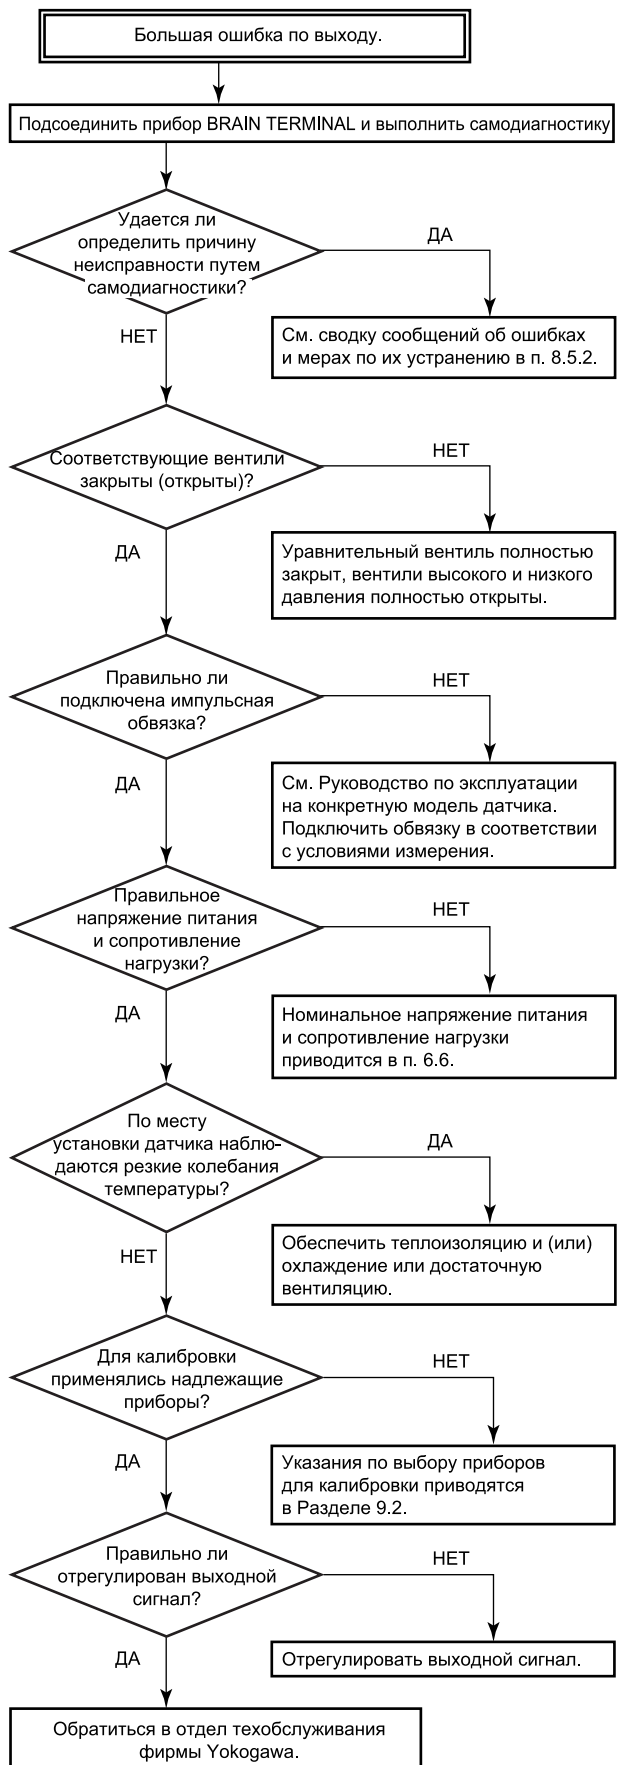 Большая ошибка по выходу.
Подсоединить прибор BRAIN TERMINAL и выполнить самодиагностику
Удается ли
определить причину
неисправности путем
самодиагностики?
ДА
НЕТ
См. сводку сообщений об ошибках
и мерах по их устранению в п. 8.5.2.
Соответствующие вентили
закрыты (открыты)?
НЕТ
ДА
Уравнительный вентиль полностью
закрыт, вентили высокого и низкого
давления полностью открыты.
Правильно ли
подключена импульсная
обвязка?
НЕТ
ДА
См. Руководство по эксплуатации
на конкретную модель датчика.
Подключить обвязку в соответствии
с условиями измерения.
Правильное
напряжение питания
и сопротивление
нагрузки?
НЕТ
ДА
Номинальное напряжение питания
и сопротивление нагрузки
приводится в п. 6.6.
По месту
установки датчика наблю-
даются резкие колебания
температуры?
ДА
НЕТ
Обеспечить теплоизоляцию и (или)
охлаждение или достаточную
вентиляцию.
Для калибровки
применялись надлежащие
приборы?
НЕТ
ДА
Указания по выбору приборов
для калибровки приводятся
в Разделе 9.2.
Правильно ли
отрегулирован выходной
сигнал?
НЕТ
ДА
Отрегулировать выходной сигнал.
Обратиться в отдел техобслуживания
фирмы Yokogawa.